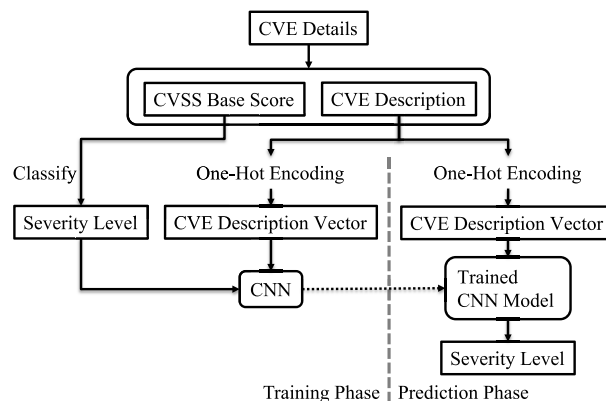 CVE Details
CVSS Base Score
CVE Description
Classify
One-Hot Encoding
One-Hot Encoding
Severity Level
CVE Description Vector
CVE Description Vector
CNN
Trained
CNN Model
Severity Level
Training Phase
Prediction Phase